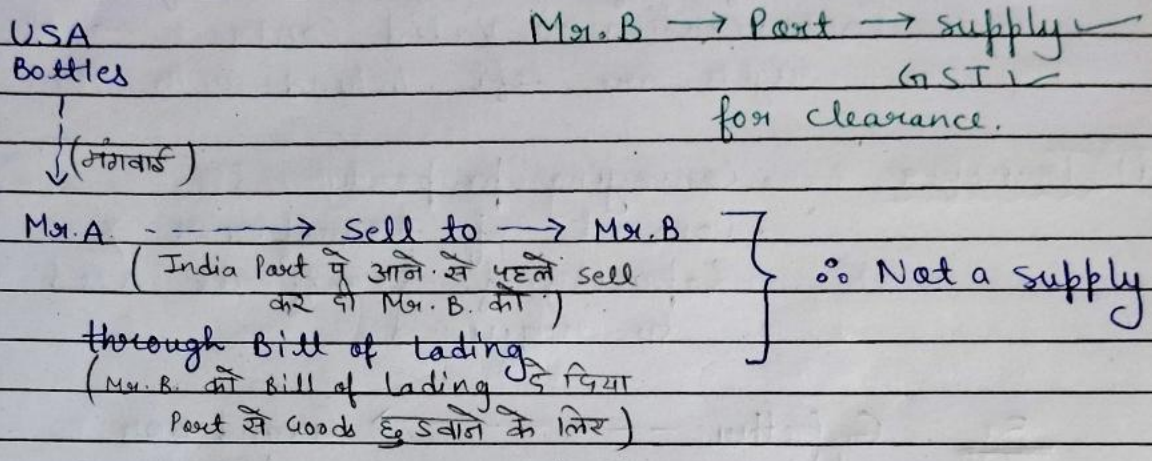 USA
Mr. B → Port → supply ✓
Bottles
GST ✓
for clearance.
(मंगवाई)
Mr. A. ----→ Sell to → Mr. B
( India Port पे आने से पहले sell
कर दी Mr. B. को )
∴ Not a supply
through Bill of Lading
(Mr. B. को Bill of Lading दे दिया
Port से Goods छुडवाने के लिए )